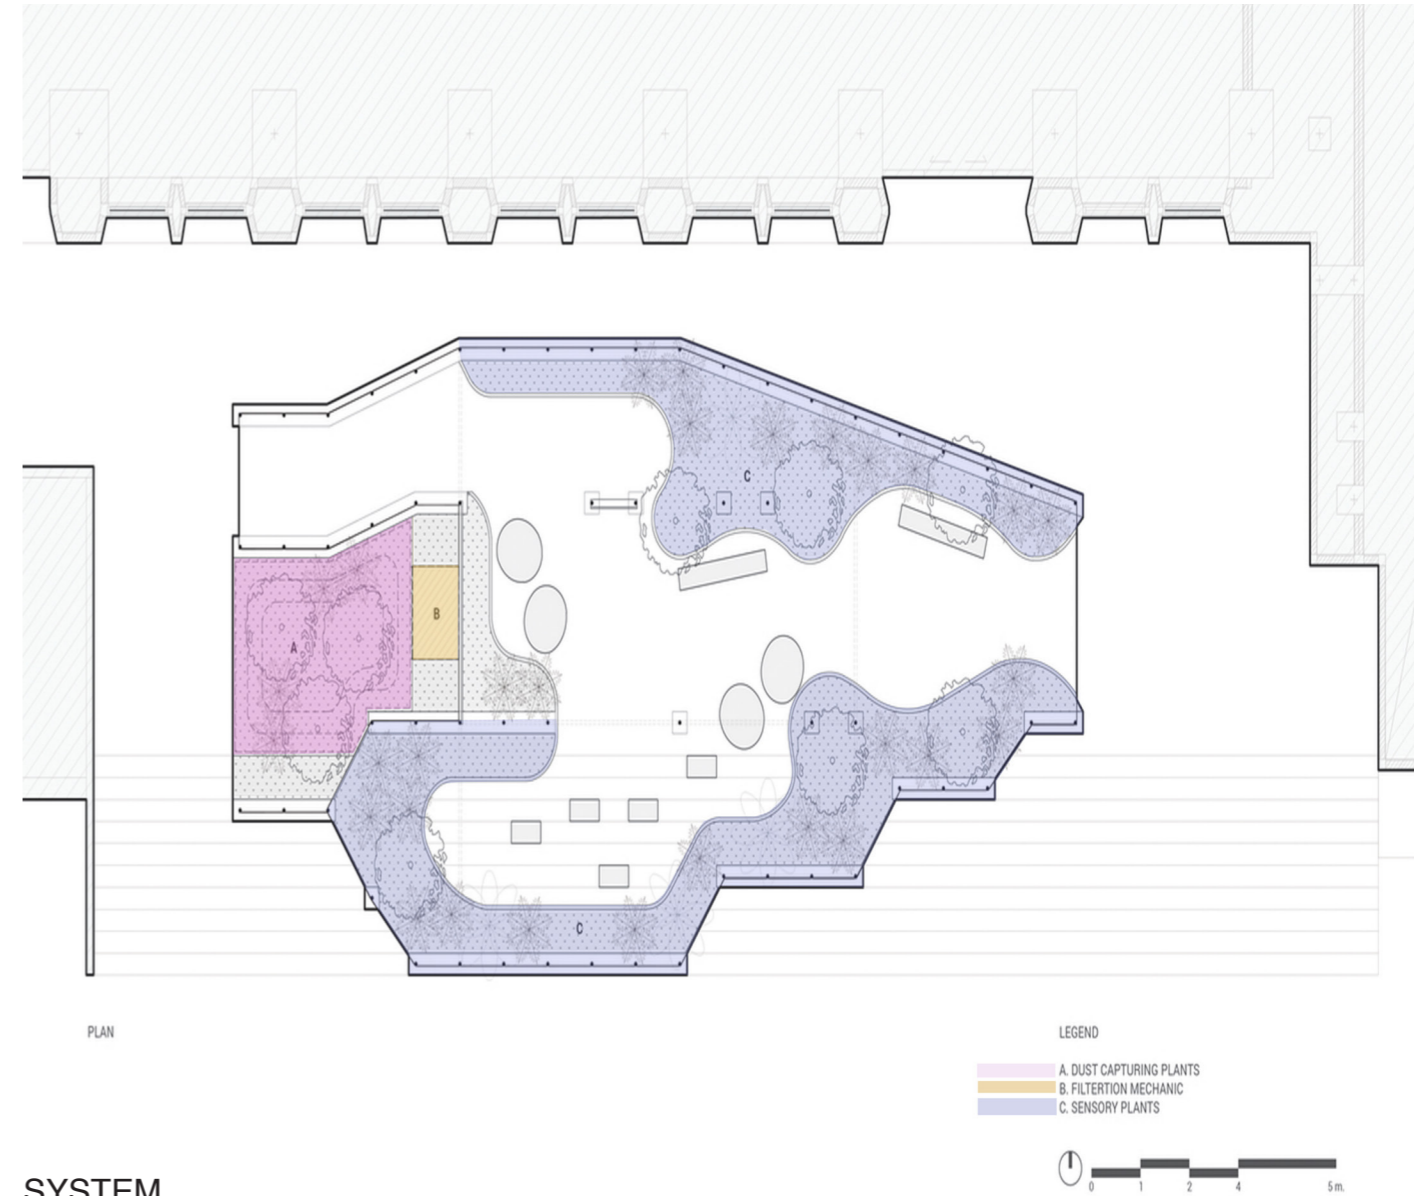 C
B
A
C
PLAN
LEGEND
A. DUST CAPTURING PLANTS
B. FILTERTION MECHANIC
C. SENSORY PLANTS
0 1 2 4 5 m.
SYSTEM